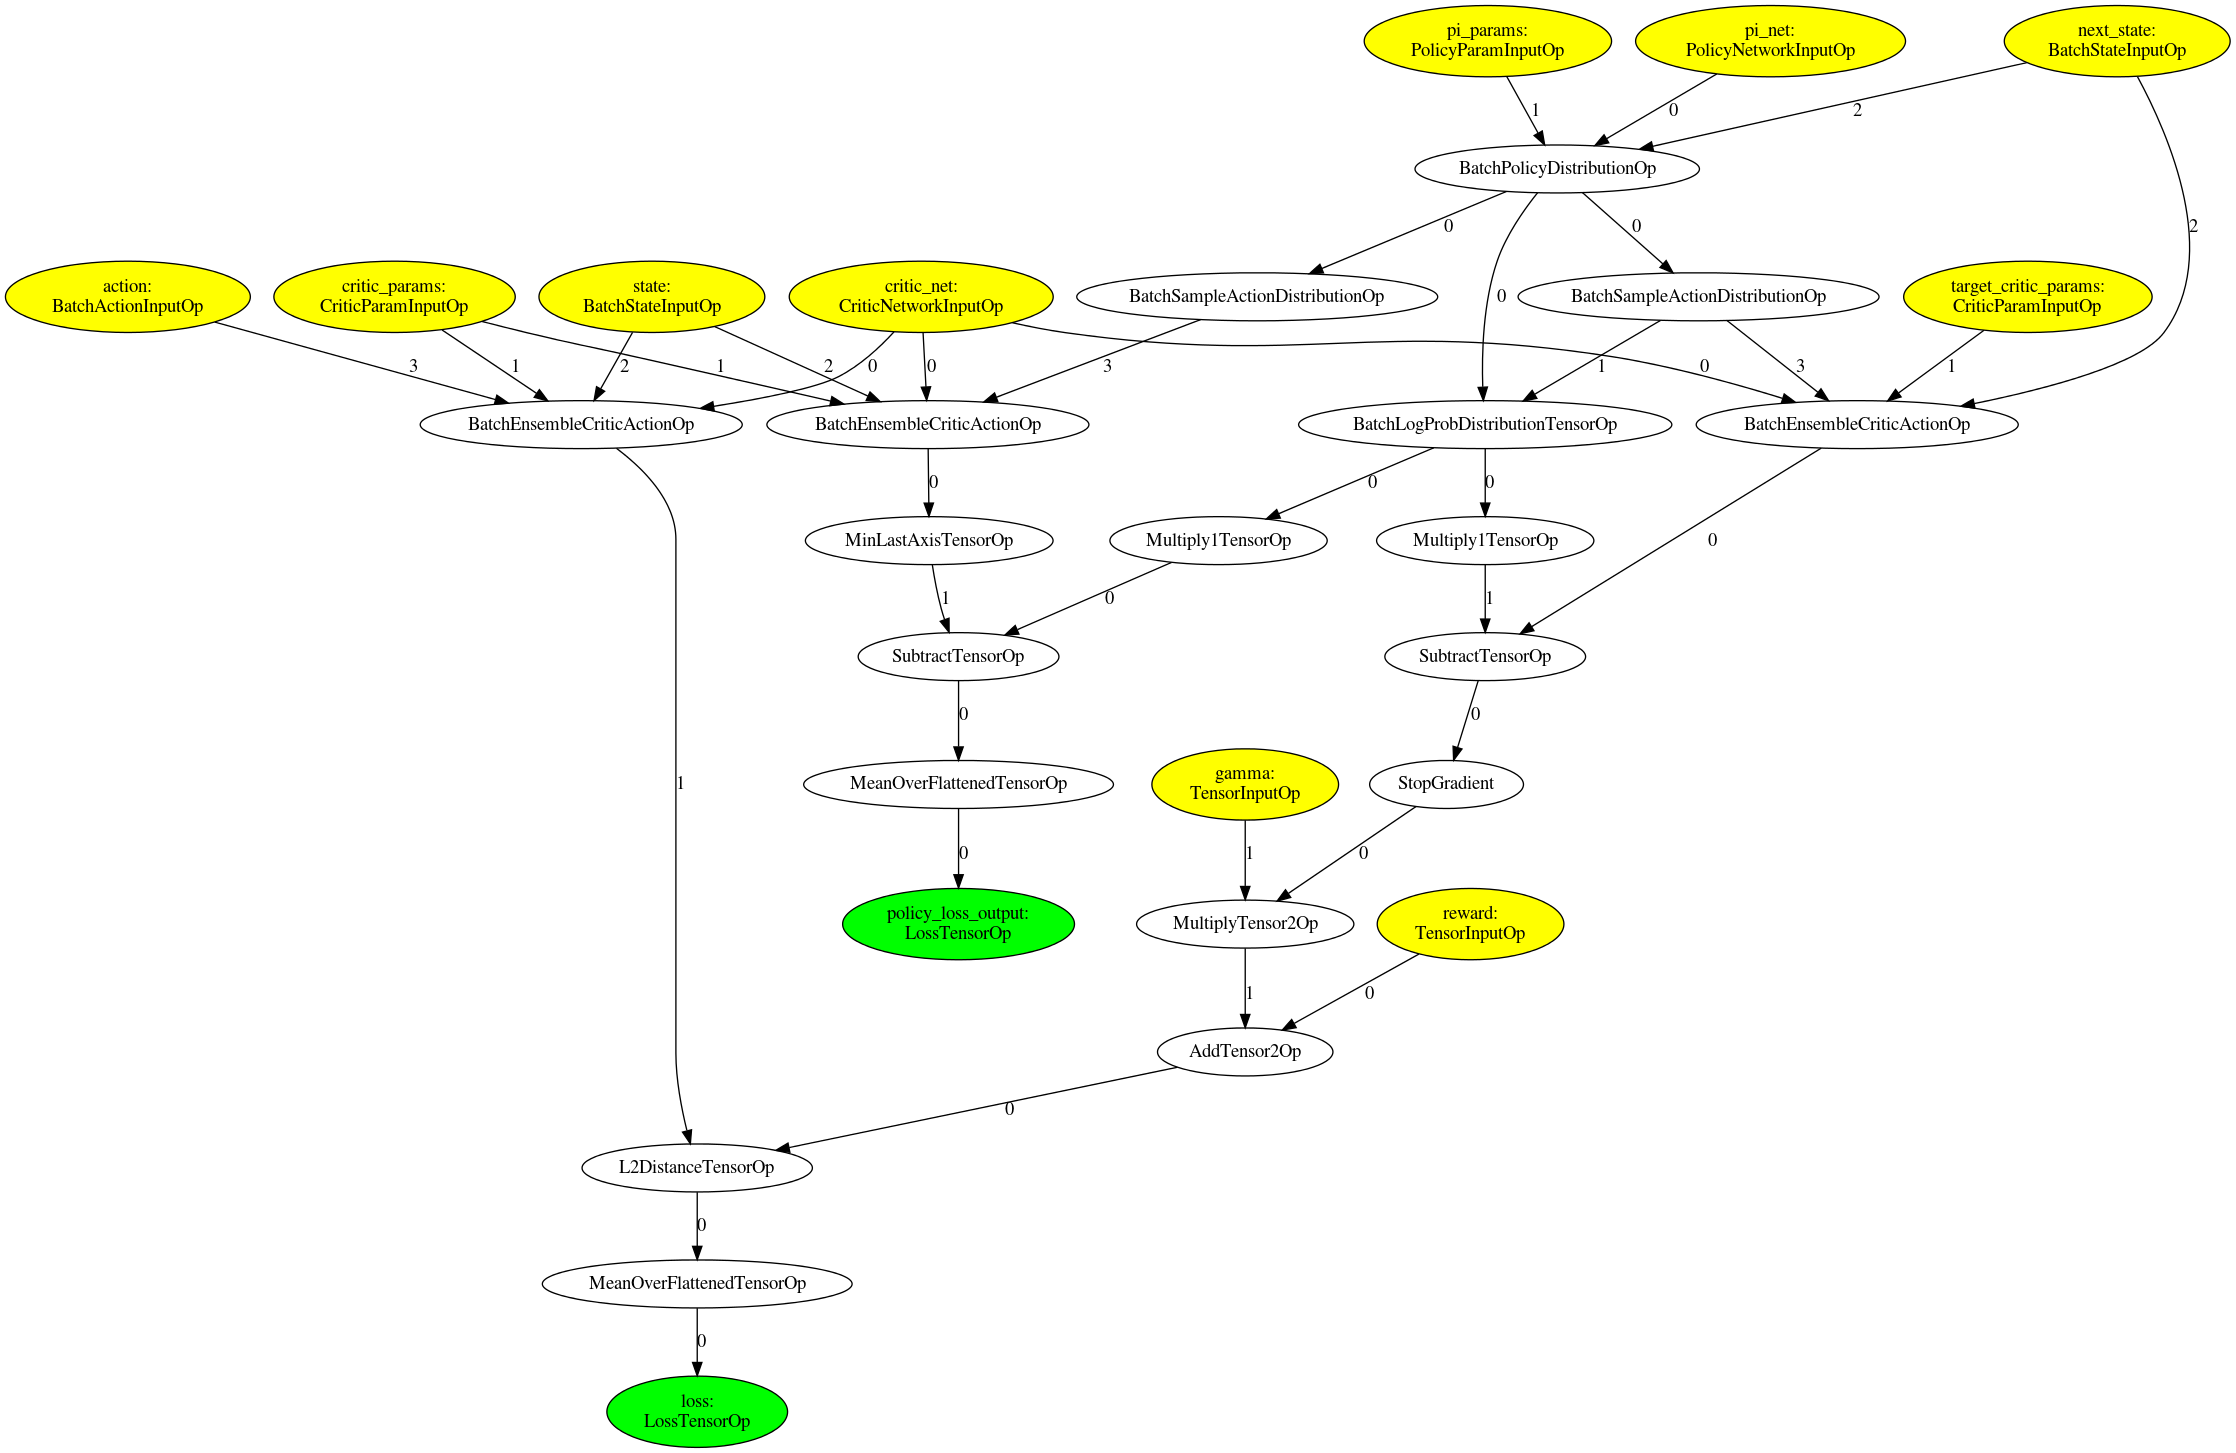 pi_params:
PolicyParamInputOp
pi_net:
PolicyNetworkInputOp
next_state:
BatchStateInputOp
1
0
2
BatchPolicyDistributionOp
0
0
2
action:
BatchActionInputOp
critic_params:
CriticParamInputOp
state:
BatchStateInputOp
critic_net:
CriticNetworkInputOp
BatchSampleActionDistributionOp
0
BatchSampleActionDistributionOp
target_critic_params:
CriticParamInputOp
3
1
2
1
2
0
0
3
1
0
3
1
BatchEnsembleCriticActionOp
BatchEnsembleCriticActionOp
BatchLogProbDistributionTensorOp
BatchEnsembleCriticActionOp
0
0
0
MinLastAxisTensorOp
Multiply1TensorOp
Multiply1TensorOp
0
1
0
1
SubtractTensorOp
SubtractTensorOp
0
0
1
MeanOverFlattenedTensorOp
gamma:
TensorInputOp
StopGradient
0
1
0
policy_loss_output:
LossTensorOp
MultiplyTensor2Op
reward:
TensorInputOp
1
0
AddTensor2Op
0
L2DistanceTensorOp
0
MeanOverFlattenedTensorOp
0
loss:
LossTensorOp